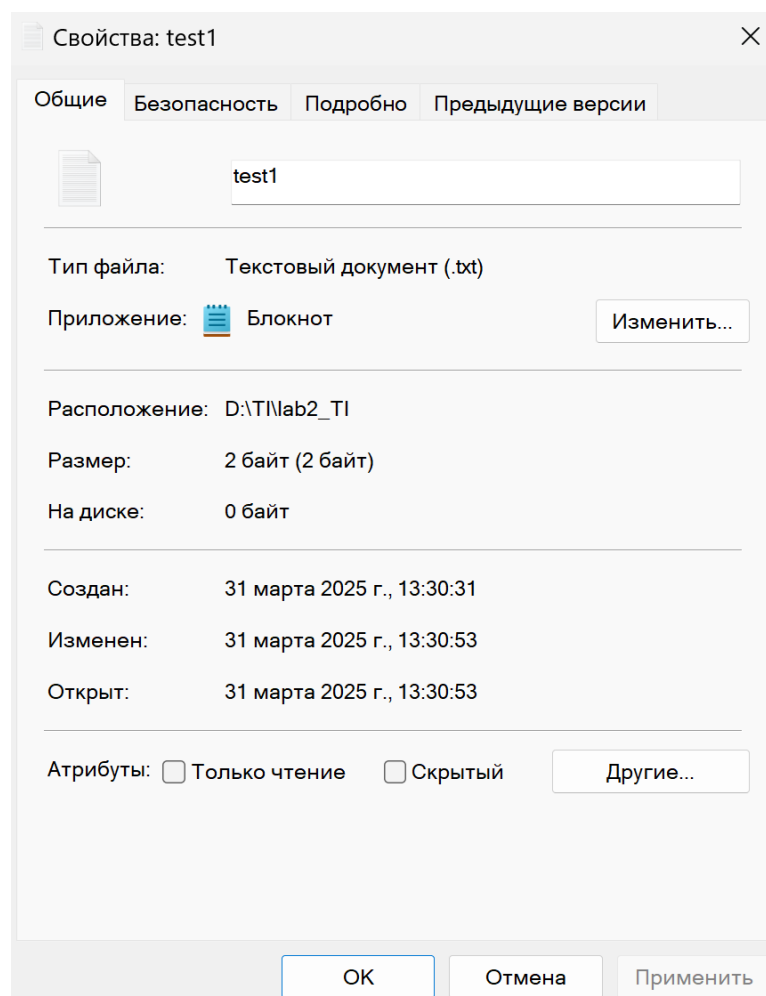 Свойства: test1
Общие Безопасность Подробно Предыдущие версии
test1
Тип файла: Текстовый документ (.txt)
Приложение: Блокнот Изменить...
Расположение: D:\TI\lab2_TI
Размер: 2 байт (2 байт)
На диске: 0 байт
Создан: 31 марта 2025 г., 13:30:31
Изменен: 31 марта 2025 г., 13:30:53
Открыт: 31 марта 2025 г., 13:30:53
Атрибуты: Только чтение Скрытый Другие...
ОК Отмена Применить